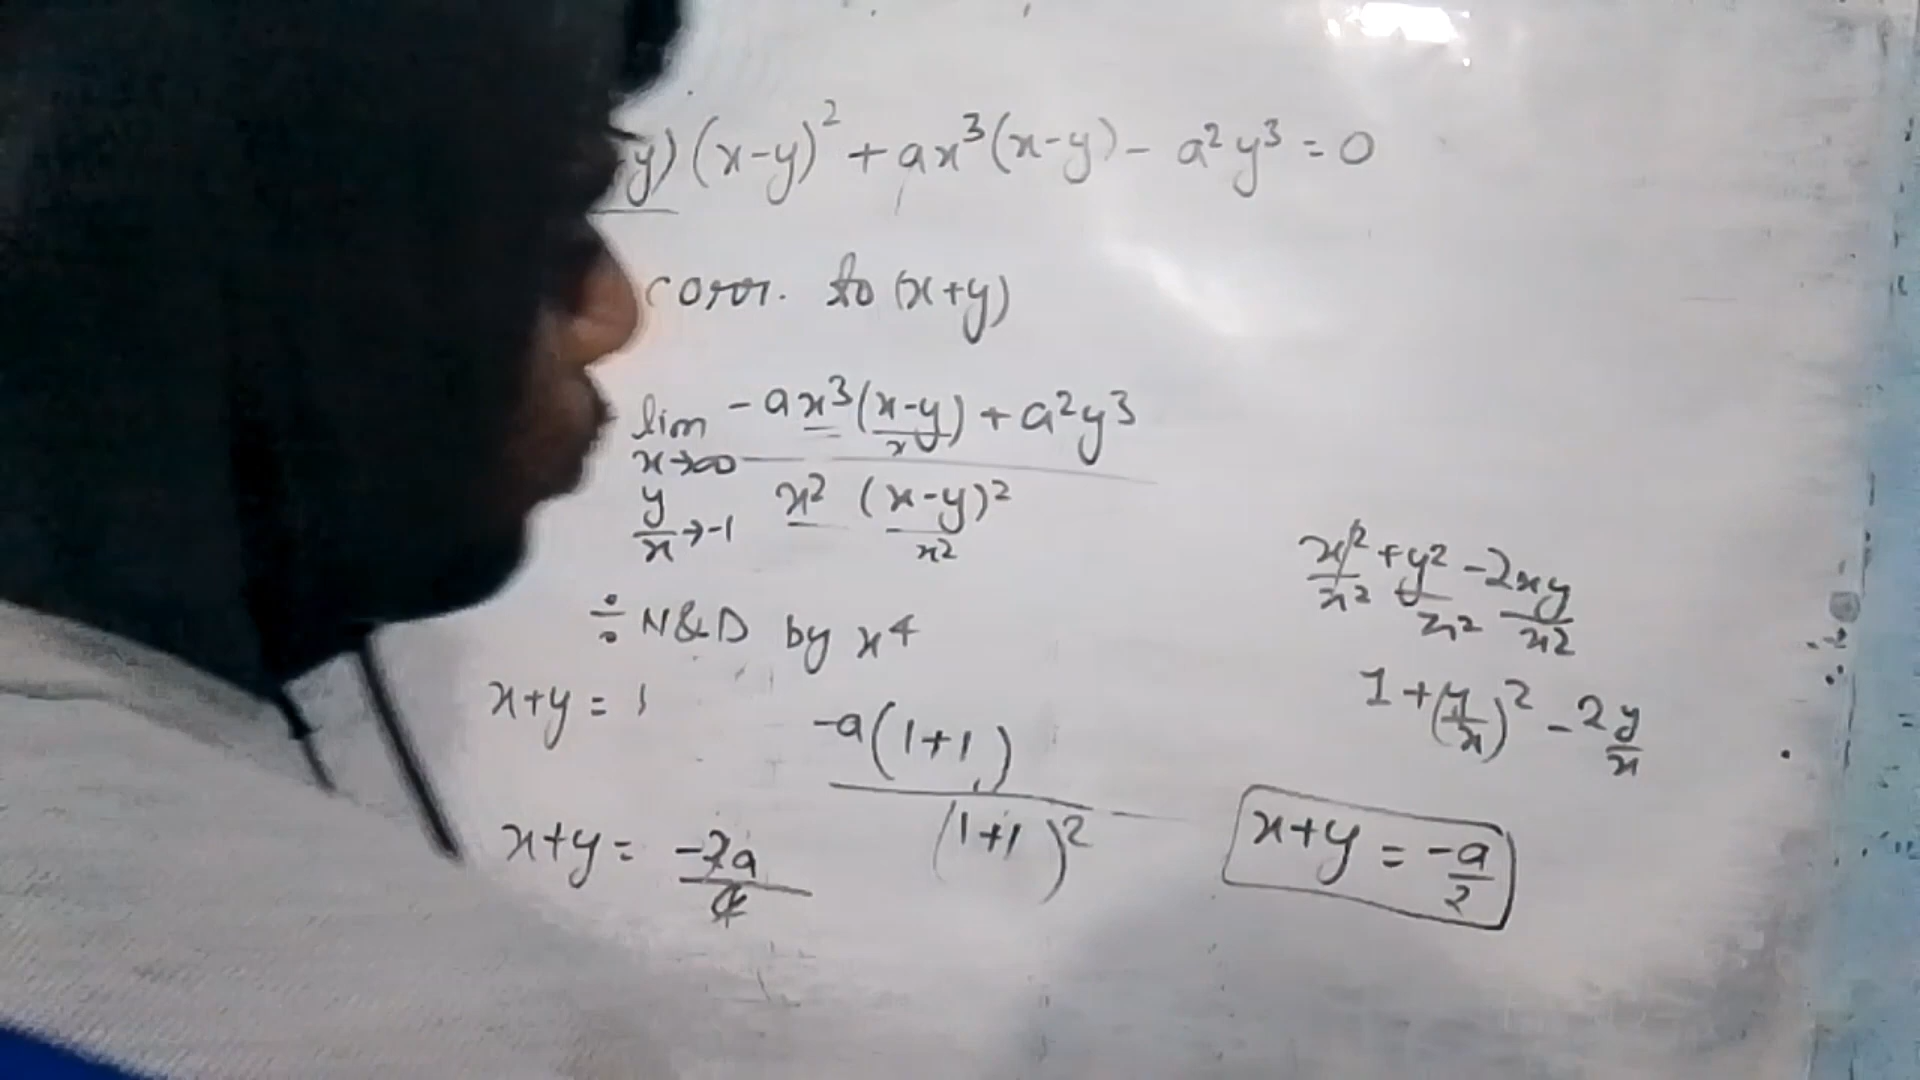 y) (x-y)² + ax³(x-y) - a²y³ = 0
corr. to (x+y)
lim x→∞ y/x→-1 (-ax³(x-y)/x + a²y³) / (x² (x-y)²/x²)
÷ N&D by x⁴
x²/x² + y²/x² - 2xy/x²
1 + (y/x)² - 2y/x
x+y =
-a(1+1) / (1+1)²
x+y = -2a/4
x+y = -a/2